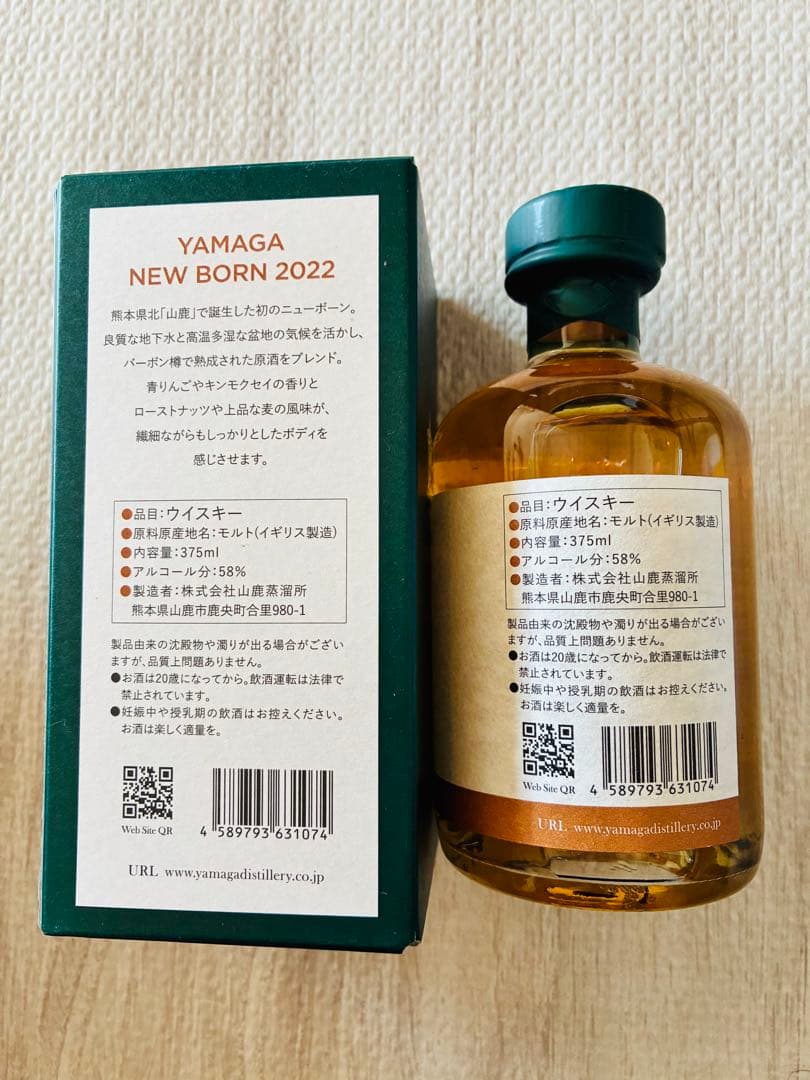 YAMAGA
NEW BORN 2022
熊本県北「山鹿」で誕生した初のニューボーン。
良質な地下水と高温多湿な盆地の気候を活かし、
バーボン樽で熟成された原酒をブレンド。
青りんごやキンモクセイの香りと
ローストナッツや上品な麦の風味が、
繊細ながらもしっかりとしたボディを
感じさせます。
●品目：ウイスキー
●原料原産地名：モルト(イギリス製造)
●内容量：375ml
●アルコール分：58%
●製造者：株式会社山鹿蒸溜所
熊本県山鹿市鹿央町合里980-1
製品由来の沈殿物や濁りが出る場合がござい
ますが、品質上問題ありません。
●お酒は20歳になってから。飲酒運転は法律で
禁止されています。
●妊娠中や授乳期の飲酒はお控えください。
お酒は楽しく適量を。
Web Site QR
4 589793 631074
URL www.yamagadistillery.co.jp
●品目：ウイスキー
●原料原産地名：モルト(イギリス製造)
●内容量：375ml
●アルコール分：58%
●製造者：株式会社山鹿蒸溜所
熊本県山鹿市鹿央町合里980-1
製品由来の沈殿物や濁りが出る場合がござい
ますが、品質上問題ありません。
●お酒は20歳になってから。飲酒運転は法律で
禁止されています。
●妊娠中や授乳期の飲酒はお控えください。
お酒は楽しく適量を。
Web Site QR
4 589793 631074
URL www.yamagadistillery.co.jp